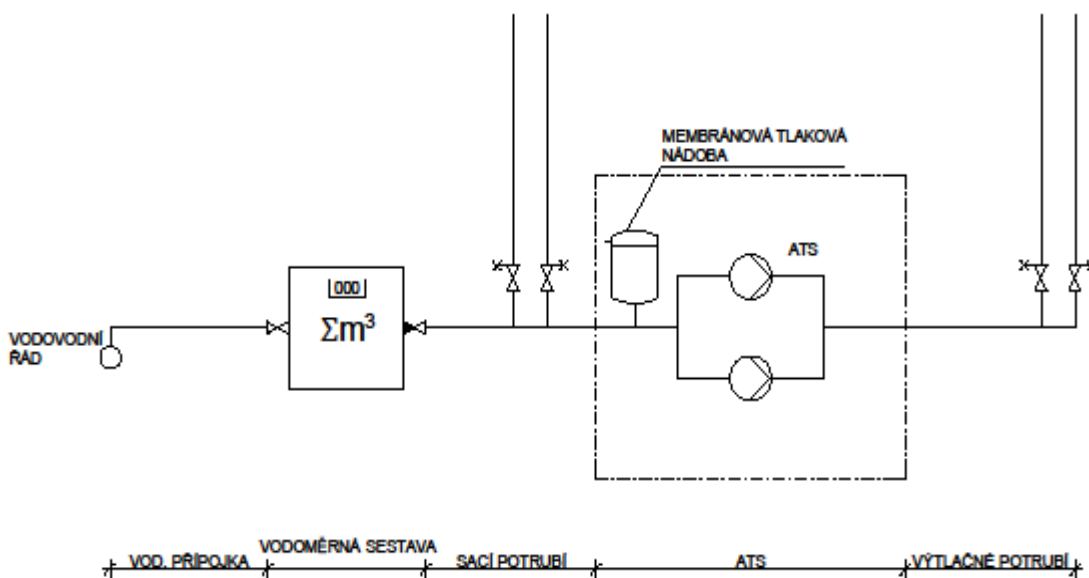 MEMBRÁNOVÁ TLAKOVÁ
NÁDOBA
ATS
000
Σm³
VODOVODNÍ
ŘAD
VOD. PŘÍPOJKA
VODOMĚRNÁ SESTAVA
SACÍ POTRUBÍ
ATS
VÝTLAČNÉ POTRUBÍ